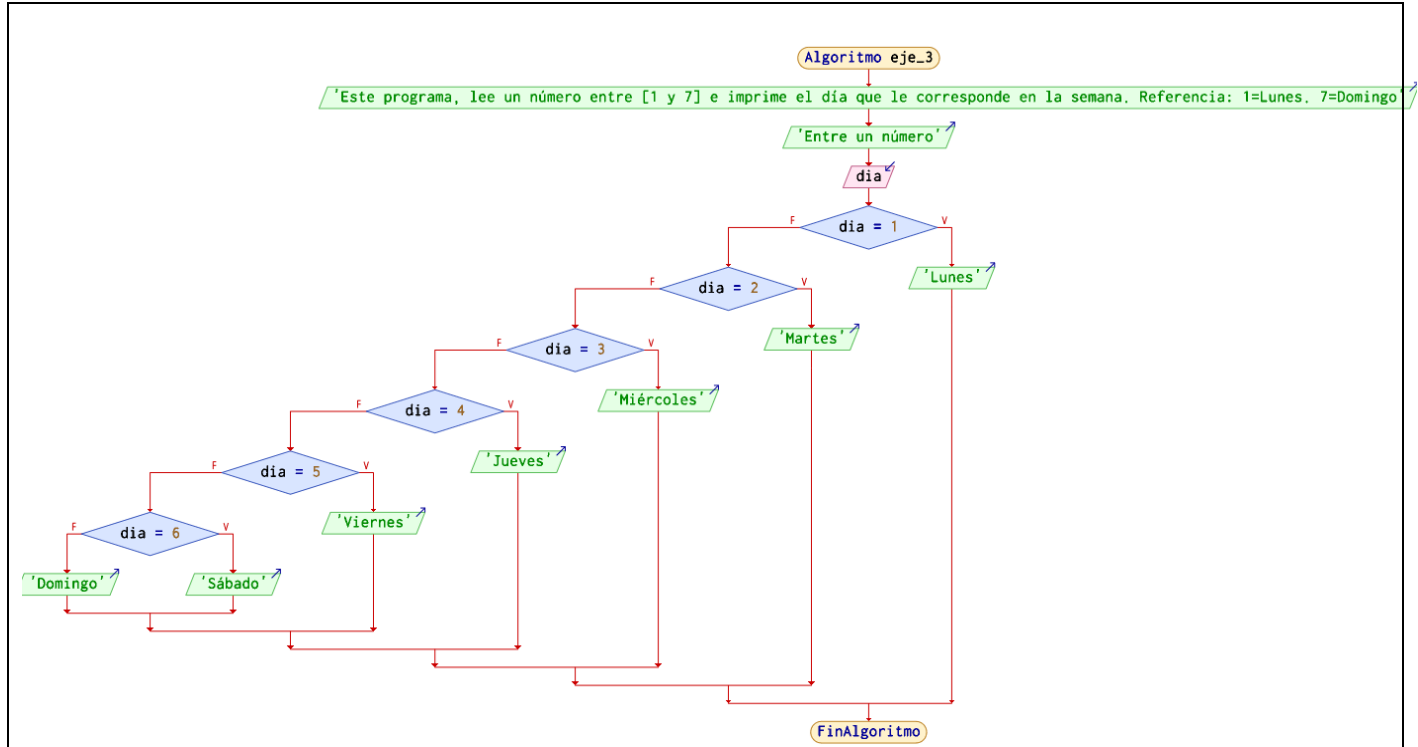 Algoritmo eje_3
'Este programa, lee un número entre [1 y 7] e imprime el día que le corresponde en la semana. Referencia: 1=Lunes. 7=Domingo'
'Entre un número'
dia
F
dia = 1
V
'Lunes'
F
dia = 2
V
'Martes'
F
dia = 3
V
'Miércoles'
F
dia = 4
V
'Jueves'
F
dia = 5
V
'Viernes'
F
dia = 6
V
'Domingo'
'Sábado'
FinAlgoritmo